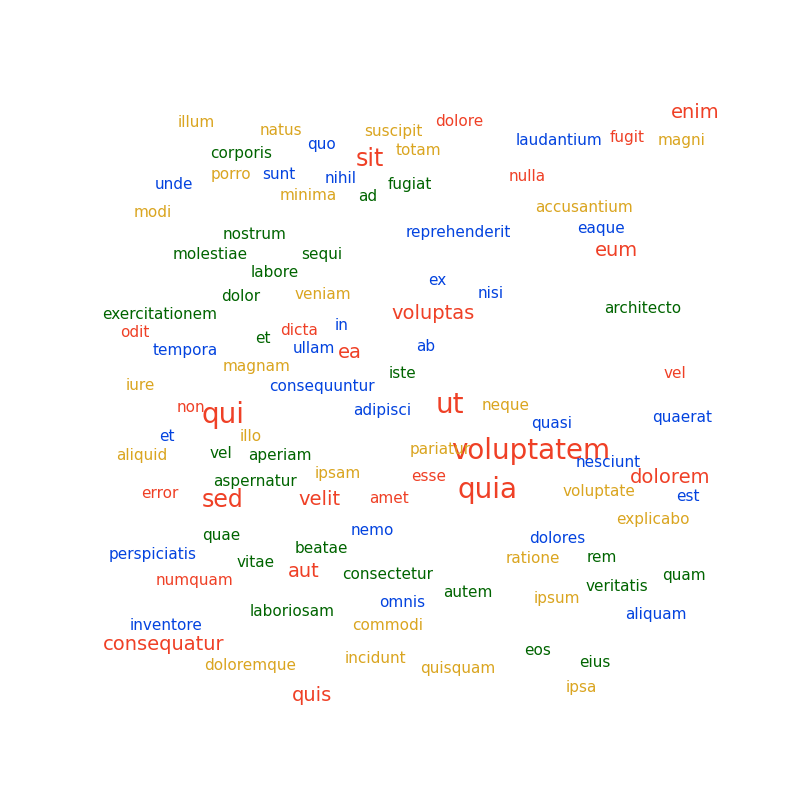 enim
illum
natus
suscipit
dolore
quo
laudantium
fugit
magni
corporis
sit
totam
porro
sunt
nihil
nulla
unde
minima
ad
fugiat
modi
accusantium
nostrum
reprehenderit
eaque
molestiae
sequi
eum
labore
ex
dolor
veniam
nisi
exercitationem
voluptas
architecto
odit
et
dicta
in
tempora
ullam
ea
ab
magnam
iste
vel
iure
consequuntur
non
qui
adipisci
ut
neque
quasi
quaerat
et
illo
aliquid
vel
aperiam
pariatur
voluptatem
nesciunt
aspernatur
ipsam
esse
dolorem
error
sed
velit
amet
quia
voluptate
est
explicabo
quae
nemo
dolores
perspiciatis
vitae
beatae
ratione
rem
numquam
aut
consectetur
veritatis
quam
laboriosam
omnis
autem
ipsum
aliquam
inventore
commodi
consequatur
doloremque
incidunt
quisquam
eos
eius
quis
ipsa